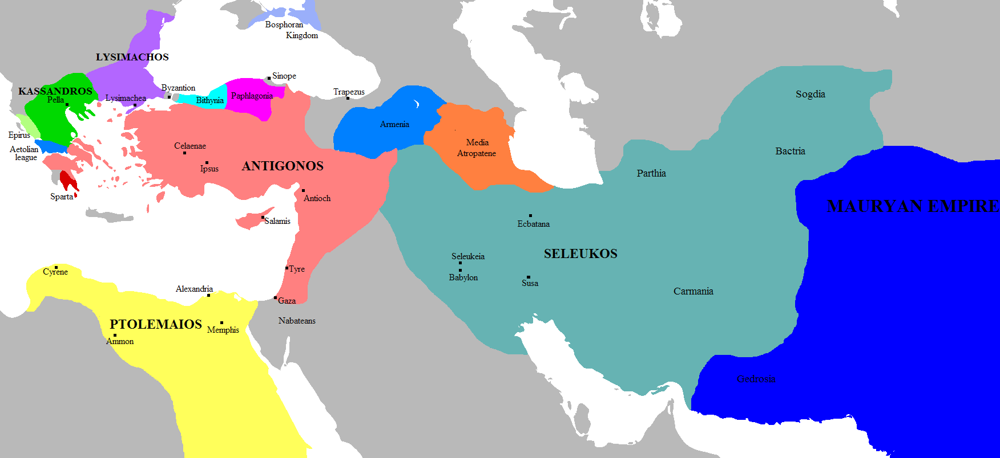 Bosphoran
Kingdom
LYSIMACHOS
Sinope
Byzantion
KASSANDROS
Trapezus
Pella
Lysimachea
Bithynia
Paphlagonia
Sogdia
Armenia
Epirus
Celaenae
Media
Atropatene
Aetolian
league
Bactria
Ipsus
ANTIGONOS
Parthia
Sparta
Antioch
MAURYAN EMPIRE
Salamis
Ecbatana
SELEUKOS
Seleukeia
Cyrene
Tyre
Babylon
Susa
Alexandria
Carmania
Gaza
PTOLEMAIOS
Nabateans
Memphis
Ammon
Gedrosia